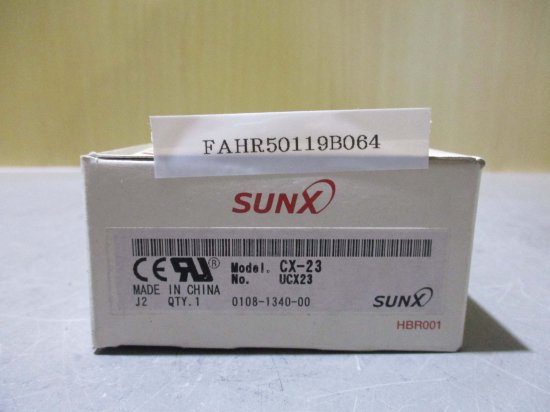 FAHR50119B064
SUNX
CE RU® Model. CX-23
No. UCX23
MADE IN CHINA
J2 QTY.1 0108-1340-00
SUNX
HBR001